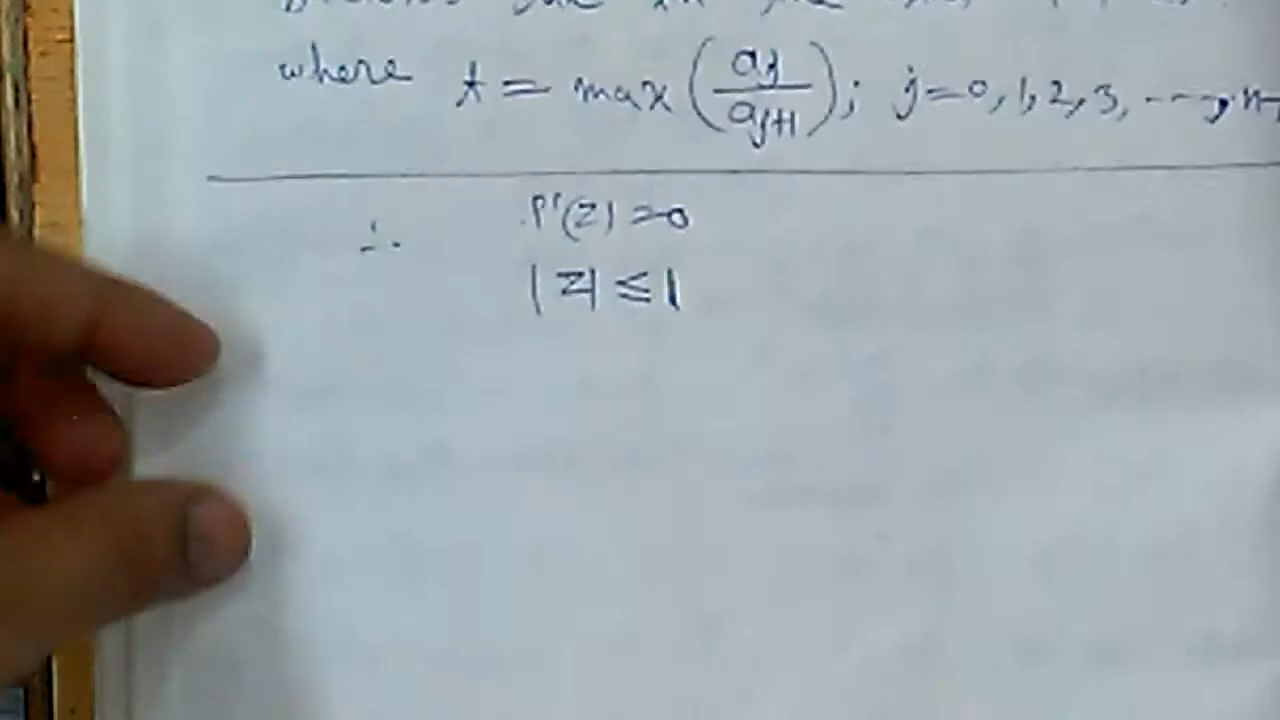 where t = max (aj / aj+1); j=0, 1, 2, 3, ----, n-
∴ P'(z) =0
|z| ≤ 1